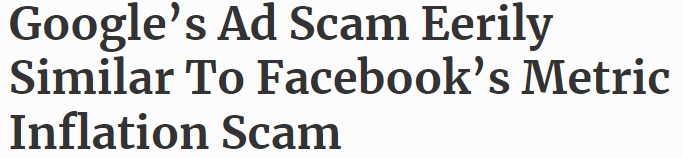 Google’s Ad Scam Eerily
Similar To Facebook’s Metric
Inflation Scam